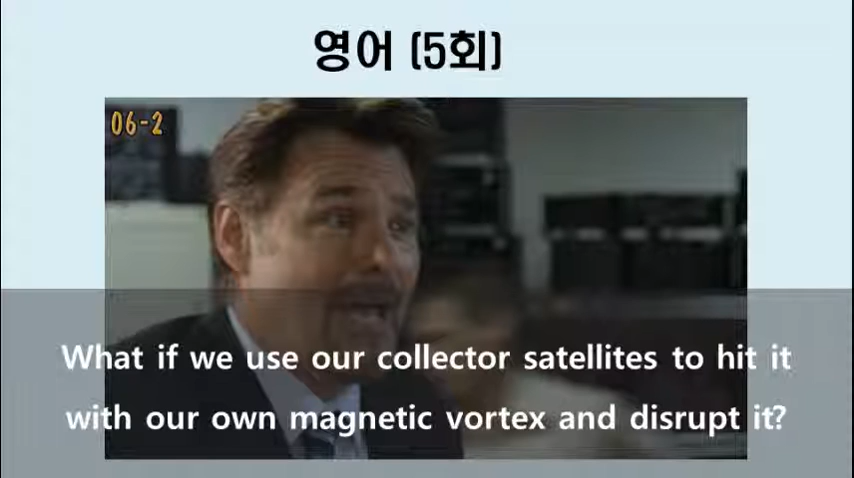 영어 (5회)
06-2
What if we use our collector satellites to hit it
with our own magnetic vortex and disrupt it?